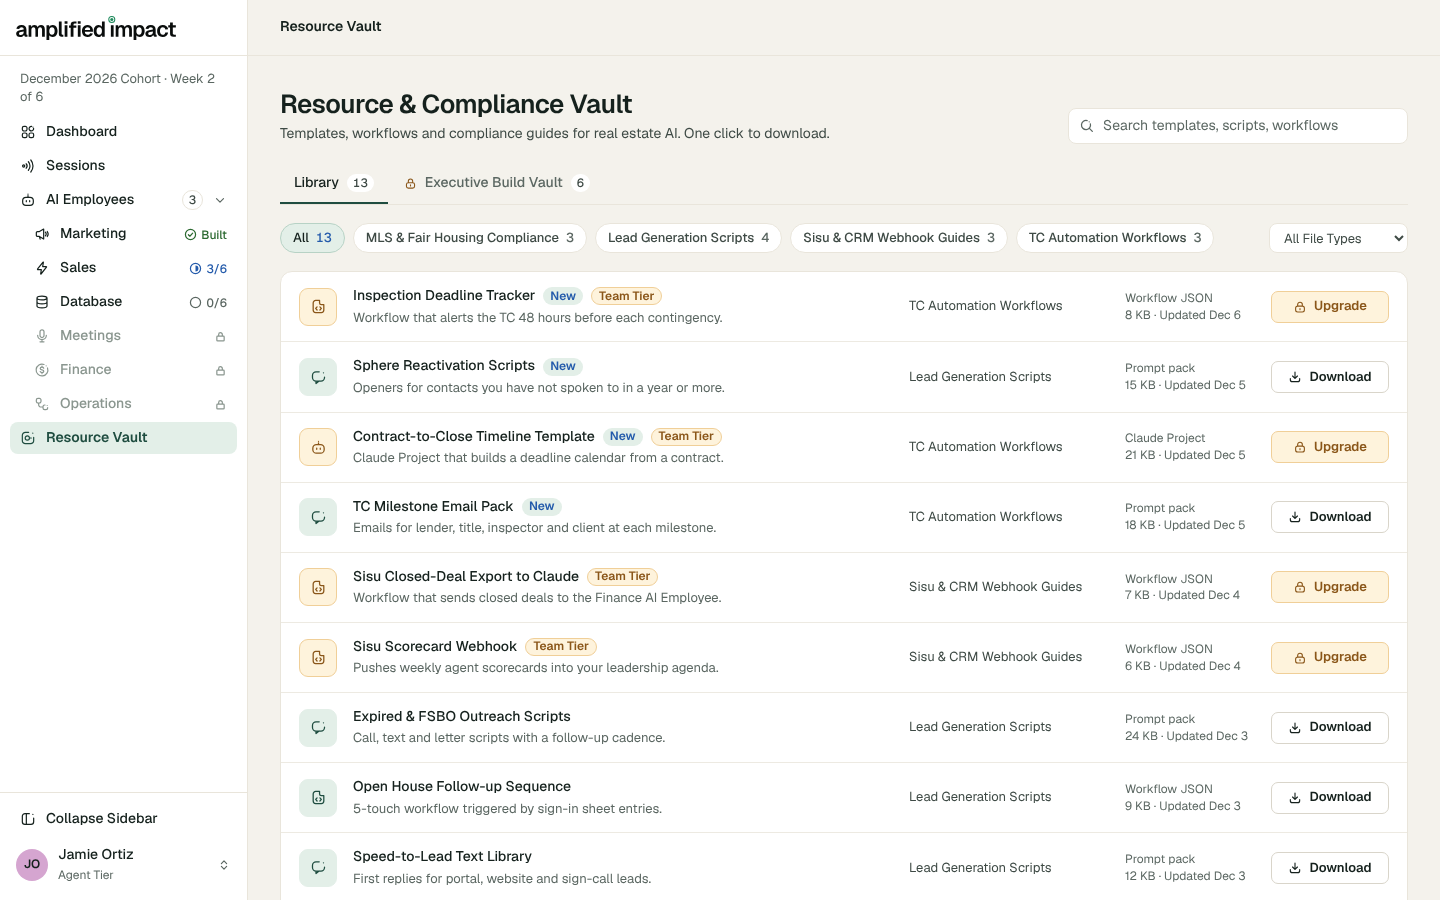 amplified impact
December 2026 Cohort · Week 2
of 6
Dashboard
Sessions
AI Employees 3
Marketing Built
Sales 3/6
Database 0/6
Meetings
Finance
Operations
Resource Vault
Collapse Sidebar
JO
Jamie Ortiz
Agent Tier
Resource Vault
Resource & Compliance Vault
Templates, workflows and compliance guides for real estate AI. One click to download.
Search templates, scripts, workflows
Library 13
Executive Build Vault 6
All 13
MLS & Fair Housing Compliance 3
Lead Generation Scripts 4
Sisu & CRM Webhook Guides 3
TC Automation Workflows 3
All File Types
Inspection Deadline Tracker New Team Tier
Workflow that alerts the TC 48 hours before each contingency.
TC Automation Workflows
Workflow JSON
8 KB · Updated Dec 6
Upgrade
Sphere Reactivation Scripts New
Openers for contacts you have not spoken to in a year or more.
Lead Generation Scripts
Prompt pack
15 KB · Updated Dec 5
Download
Contract-to-Close Timeline Template New Team Tier
Claude Project that builds a deadline calendar from a contract.
TC Automation Workflows
Claude Project
21 KB · Updated Dec 5
Upgrade
TC Milestone Email Pack New
Emails for lender, title, inspector and client at each milestone.
TC Automation Workflows
Prompt pack
18 KB · Updated Dec 5
Download
Sisu Closed-Deal Export to Claude Team Tier
Workflow that sends closed deals to the Finance AI Employee.
Sisu & CRM Webhook Guides
Workflow JSON
7 KB · Updated Dec 4
Upgrade
Sisu Scorecard Webhook Team Tier
Pushes weekly agent scorecards into your leadership agenda.
Sisu & CRM Webhook Guides
Workflow JSON
6 KB · Updated Dec 4
Upgrade
Expired & FSBO Outreach Scripts
Call, text and letter scripts with a follow-up cadence.
Lead Generation Scripts
Prompt pack
24 KB · Updated Dec 3
Download
Open House Follow-up Sequence
5-touch workflow triggered by sign-in sheet entries.
Lead Generation Scripts
Workflow JSON
9 KB · Updated Dec 3
Download
Speed-to-Lead Text Library
First replies for portal, website and sign-call leads.
Lead Generation Scripts
Prompt pack
12 KB · Updated Dec 3
Download